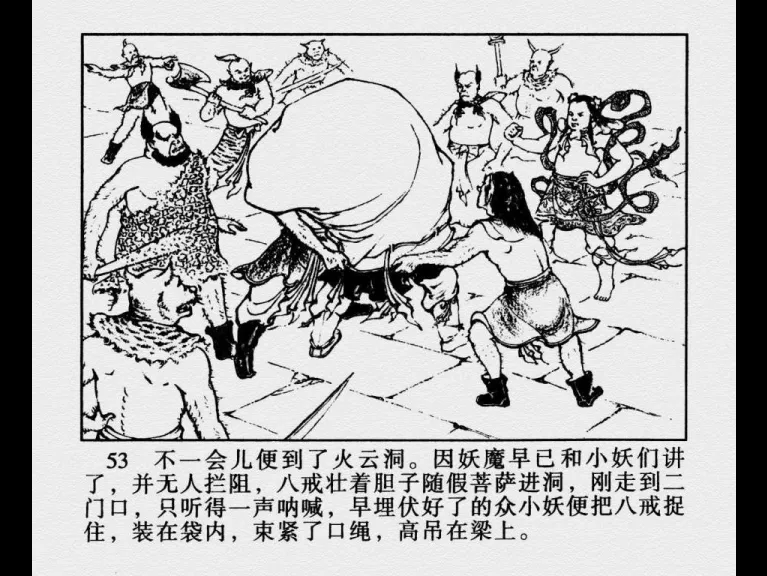 53 不一会儿便到了火云洞。因妖魔早已和小妖们讲
了，并无人拦阻，八戒壮着胆子随假菩萨进洞，刚走到二
门口，只听得一声呐喊，早埋伏好了的众小妖便把八戒捉
住，装在袋内，束紧了口绳，高吊在梁上。